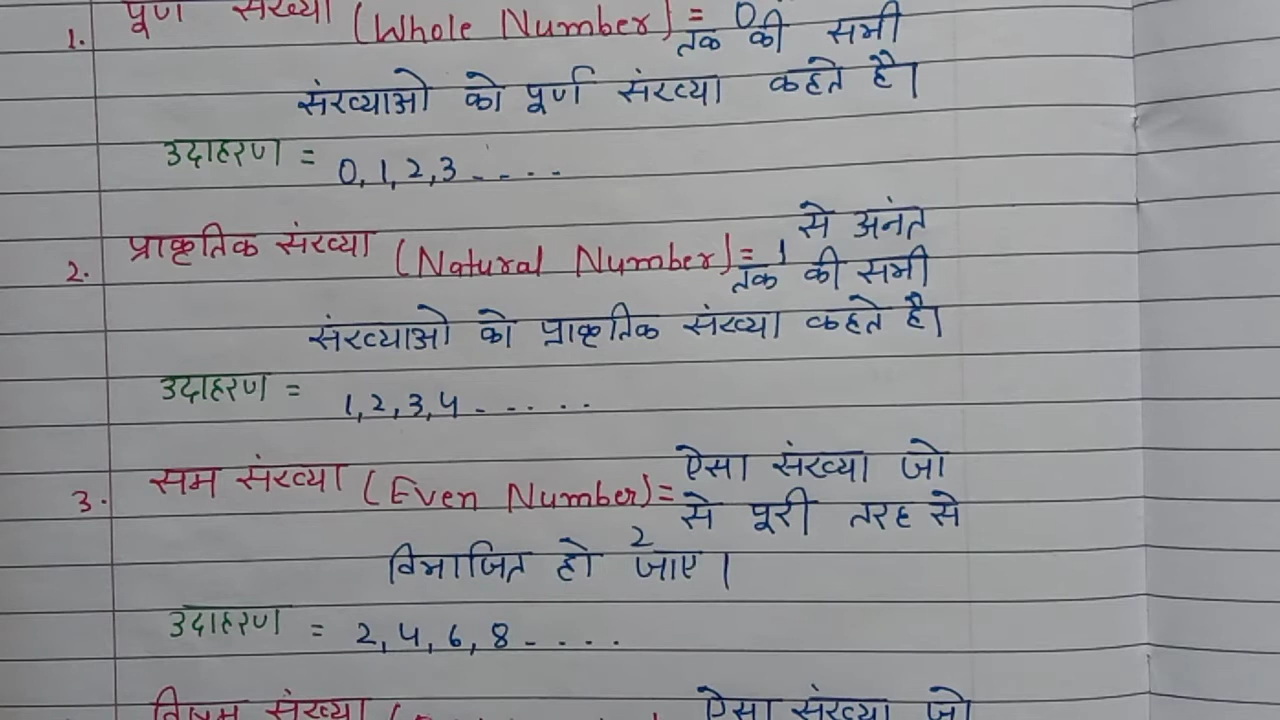 1. पूर्ण संख्या (Whole Number) = 0
तक की सभी
संख्याओ को पूर्ण संख्या कहते है।
उदाहरण = 0, 1, 2, 3 - - - -
2. प्राकृतिक संख्या (Natural Number) = 1 से अनंत
तक की सभी
संख्याओ को प्राकृतिक संख्या कहते है।
उदाहरण = 1, 2, 3, 4 - - - - -
3. सम संख्या (Even Number) = ऐसा संख्या जो
2 से पूरी तरह से
विभाजित हो जाए।
उदाहरण = 2, 4, 6, 8 - - - -
विषम संख्या ( ऐसा संख्या जो